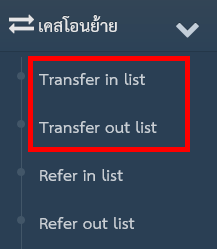 เคสโอนย้าย
Transfer in list
Transfer out list
Refer in list
Refer out list